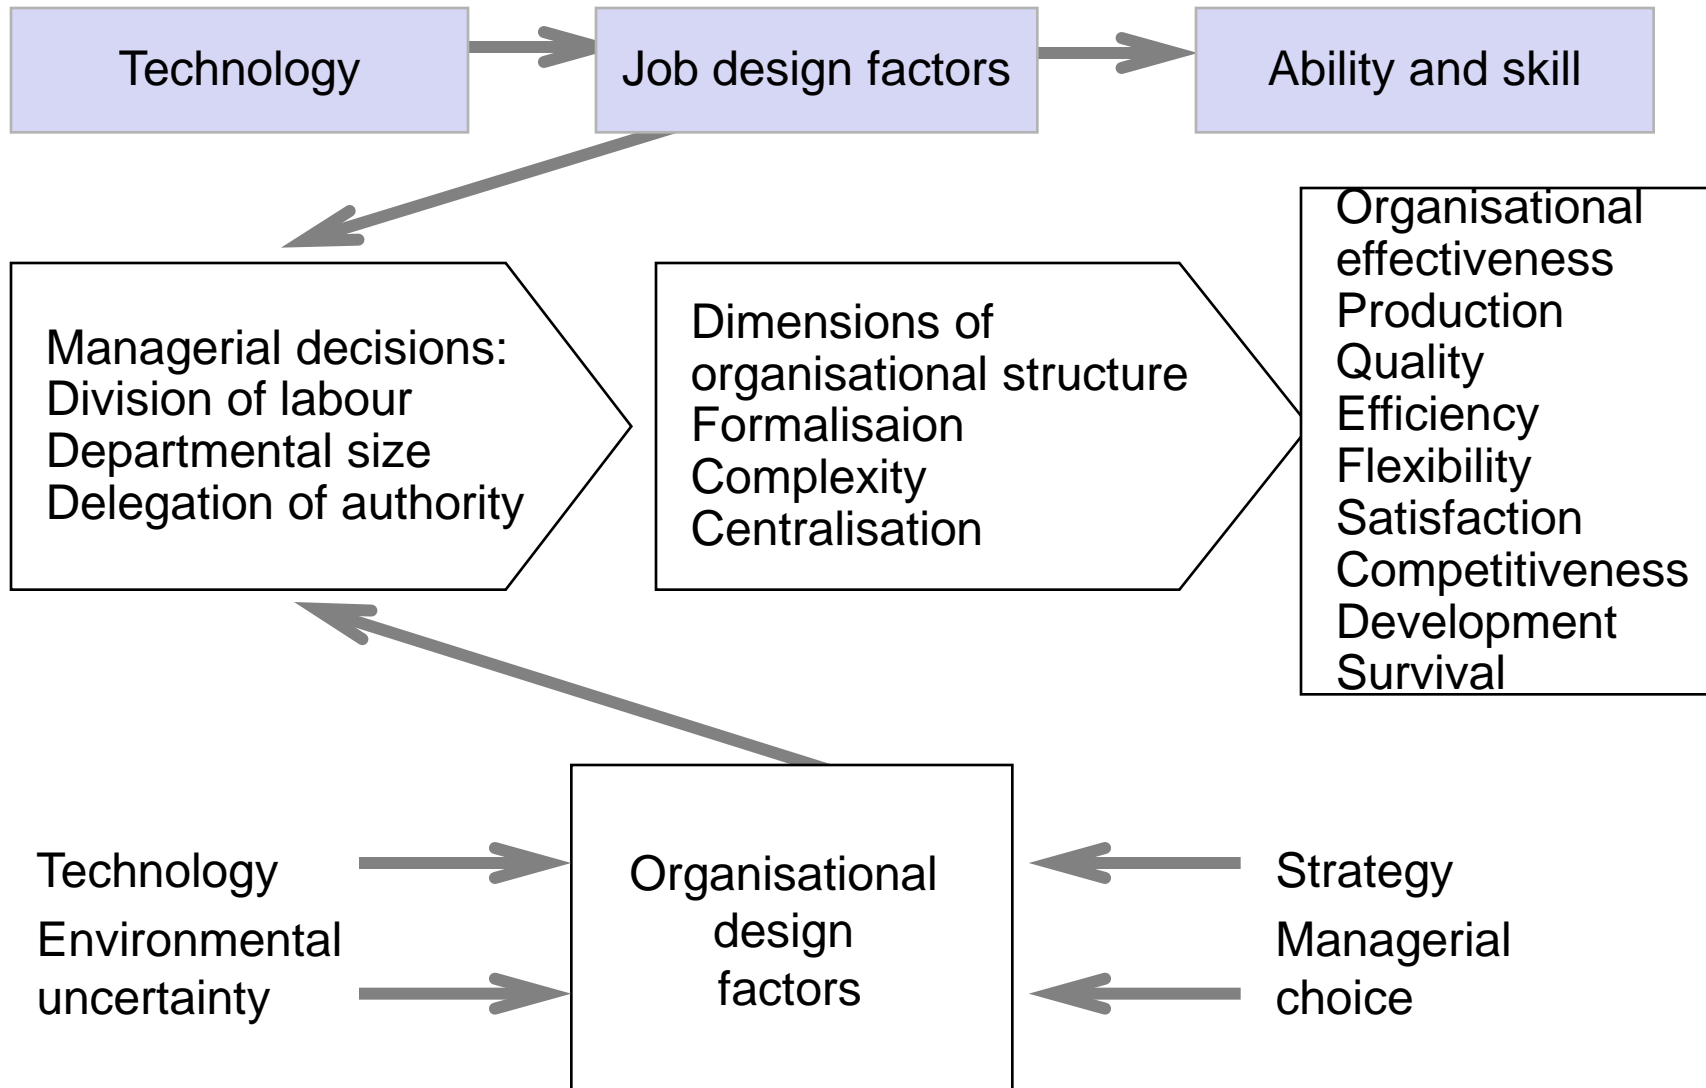 Technology
Job design factors
Ability and skill
Managerial decisions:
Division of labour
Departmental size
Delegation of authority
Dimensions of
organisational structure
Formalisaion
Complexity
Centralisation
Organisational
effectiveness
Production
Quality
Efficiency
Flexibility
Satisfaction
Competitiveness
Development
Survival
Technology
Environmental
uncertainty
Organisational
design
factors
Strategy
Managerial
choice